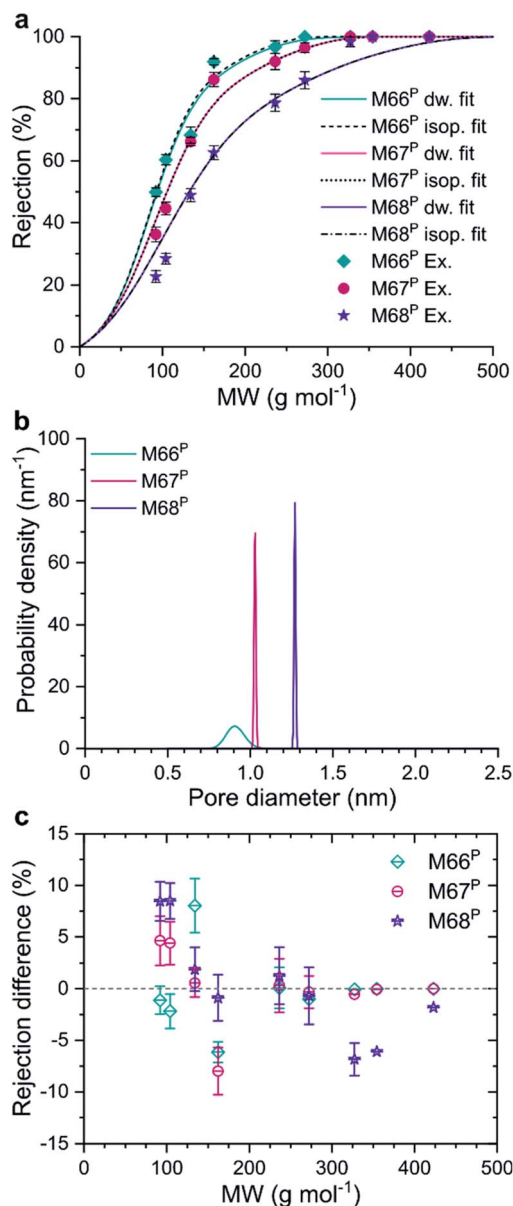 a
100
80
60
40
20
0
Rejection (%)
M66ᴾ dw. fit
M66ᴾ isop. fit
M67ᴾ dw. fit
M67ᴾ isop. fit
M68ᴾ dw. fit
M68ᴾ isop. fit
M66ᴾ Ex.
M67ᴾ Ex.
M68ᴾ Ex.
0 100 200 300 400 500
MW (g mol⁻¹)
b
100
80
60
40
20
0
Probability density (nm⁻¹)
M66ᴾ
M67ᴾ
M68ᴾ
0 0.5 1.0 1.5 2.0 2.5
Pore diameter (nm)
c
15
10
5
0
-5
-10
-15
Rejection difference (%)
M66ᴾ
M67ᴾ
M68ᴾ
0 100 200 300 400 500
MW (g mol⁻¹)